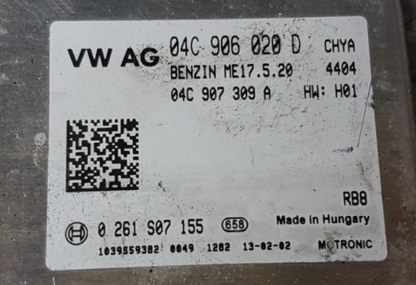 VW AG 04C 906 020 D CHYA
BENZIN ME17.5.20 4404
04C 907 309 A HW: H01
RB8
0 261 S07 155 658 Made in Hungary
1039S59382 0049 1282 13-02-02 MOTRONIC